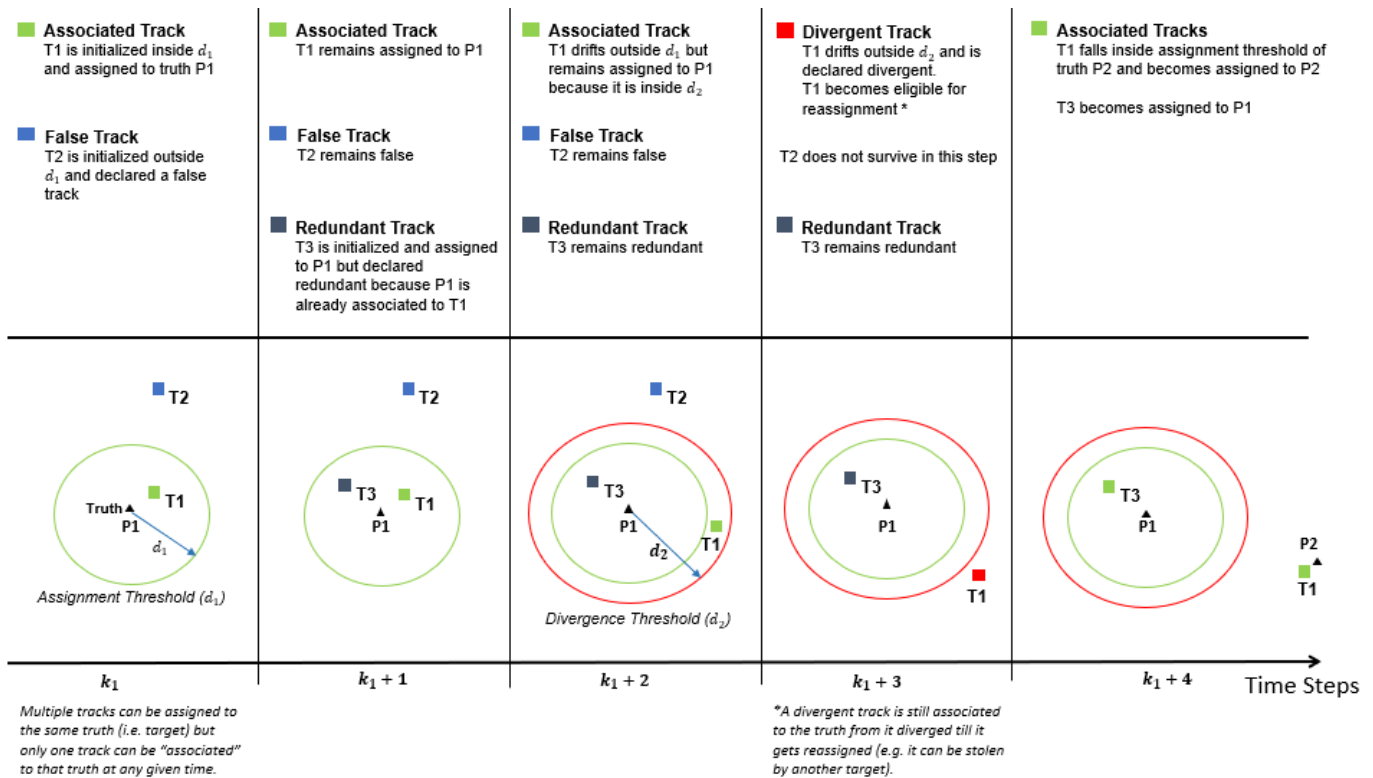 Associated Track
T1 is initialized inside d₁
and assigned to truth P1
False Track
T2 is initialized outside
d₁ and declared a false
track
Associated Track
T1 remains assigned to P1
False Track
T2 remains false
Redundant Track
T3 is initialized and assigned
to P1 but declared
redundant because P1 is
already associated to T1
Associated Track
T1 drifts outside d₁ but
remains assigned to P1
because it is inside d₂
False Track
T2 remains false
Redundant Track
T3 remains redundant
Divergent Track
T1 drifts outside d₂ and is
declared divergent.
T1 becomes eligible for
reassignment *
T2 does not survive in this step
Redundant Track
T3 remains redundant
Associated Tracks
T1 falls inside assignment threshold of
truth P2 and becomes assigned to P2
T3 becomes assigned to P1
T2
T1
Truth
P1
d₁
Assignment Threshold (d₁)
T2
T3
T1
P1
T2
T3
P1
T1
d₂
Divergence Threshold (d₂)
T3
P1
T1
T3
P1
P2
T1
k₁
k₁ + 1
k₁ + 2
k₁ + 3
k₁ + 4
Time Steps
Multiple tracks can be assigned to
the same truth (i.e. target) but
only one track can be “associated”
to that truth at any given time.
*A divergent track is still associated
to the truth from it diverged till it
gets reassigned (e.g. it can be stolen
by another target).